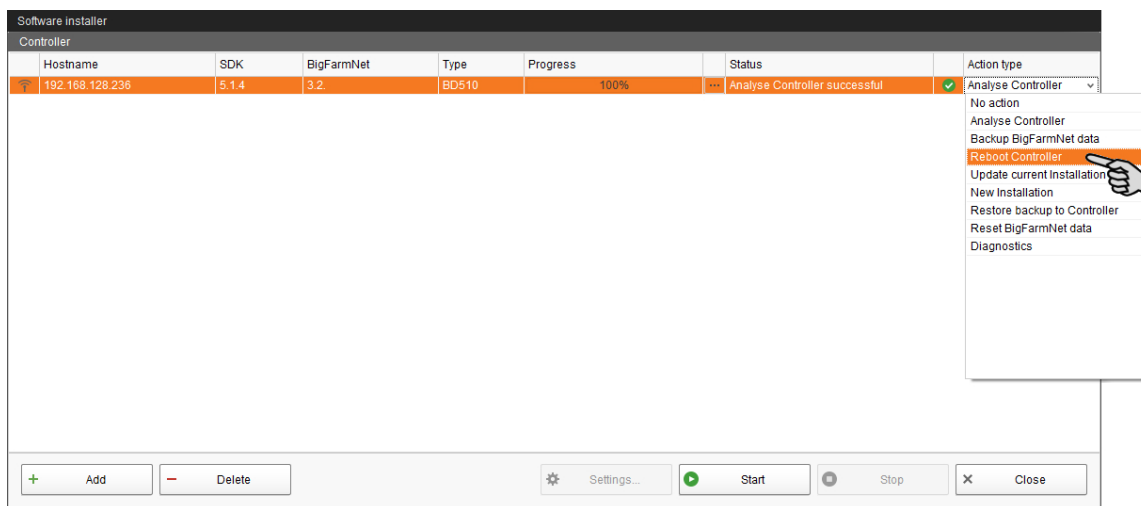 Software installer
Controller
Hostname SDK BigFarmNet Type Progress Status Action type
192.168.128.236 5.1.4 3.2. BD510 100% ... Analyse Controller successful Analyse Controller
No action
Analyse Controller
Backup BigFarmNet data
Reboot Controller
Update current Installation
New Installation
Restore backup to Controller
Reset BigFarmNet data
Diagnostics
Add Delete Settings... Start Stop Close